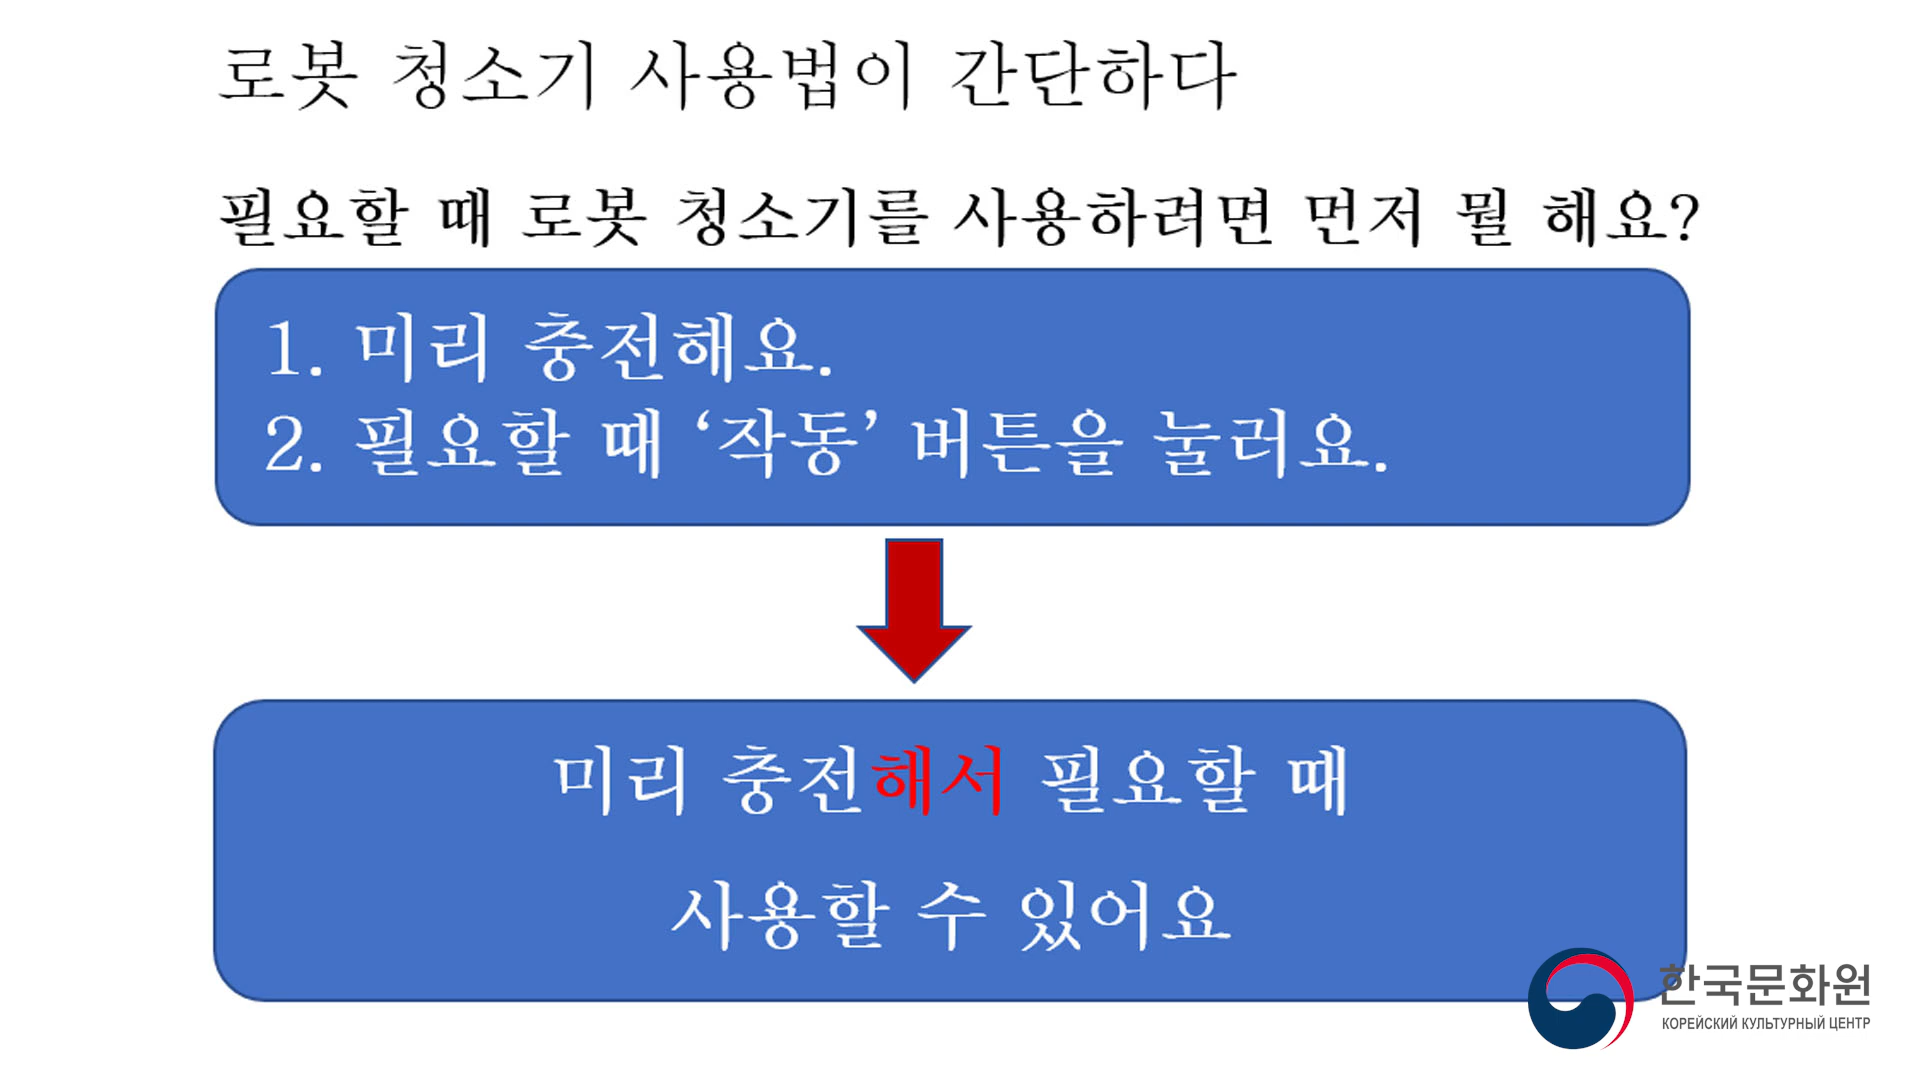 로봇 청소기 사용법이 간단하다
필요할 때 로봇 청소기를 사용하려면 먼저 뭘 해요?
1. 미리 충전해요.
2. 필요할 때 ‘작동’ 버튼을 눌러요.
미리 충전해서 필요할 때
사용할 수 있어요
한국문화원
КОРЕЙСКИЙ КУЛЬТУРНЫЙ ЦЕНТР